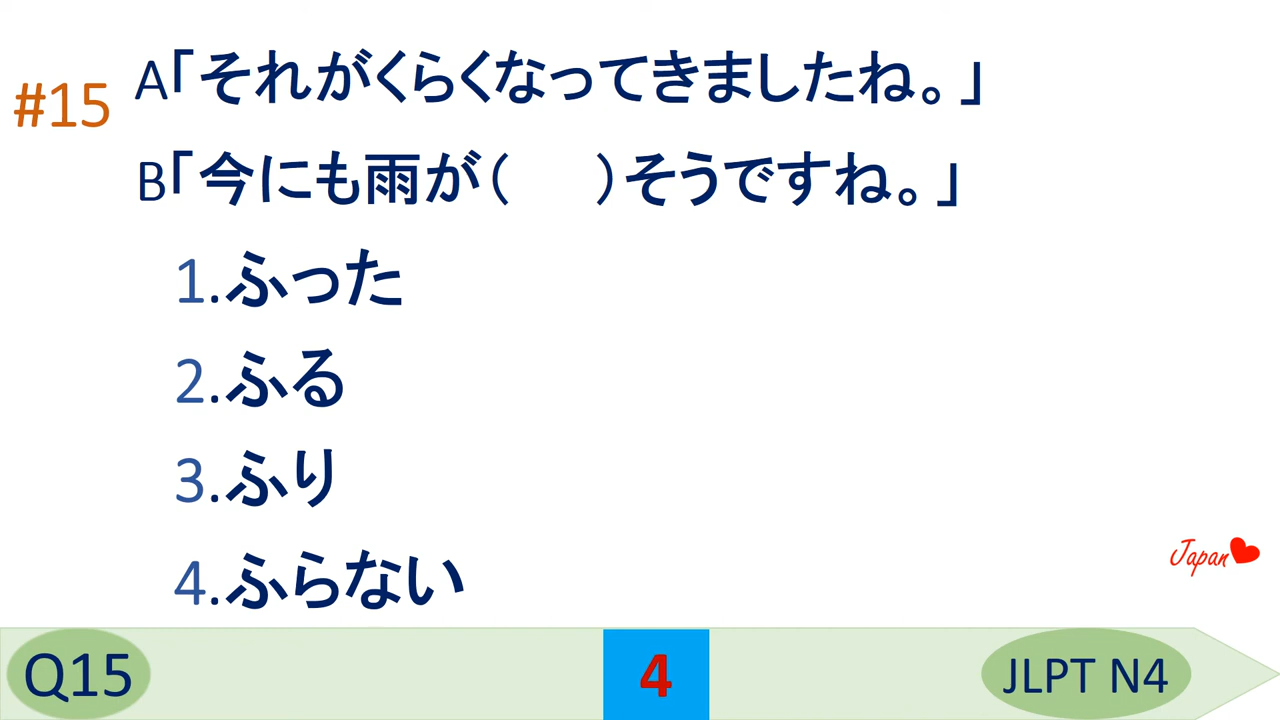 #15
A「それがくらくなってきましたね。」
B「今にも雨が(　　)そうですね。」
1.ふった
2.ふる
3.ふり
4.ふらない
Japan
Q15
4
JLPT N4